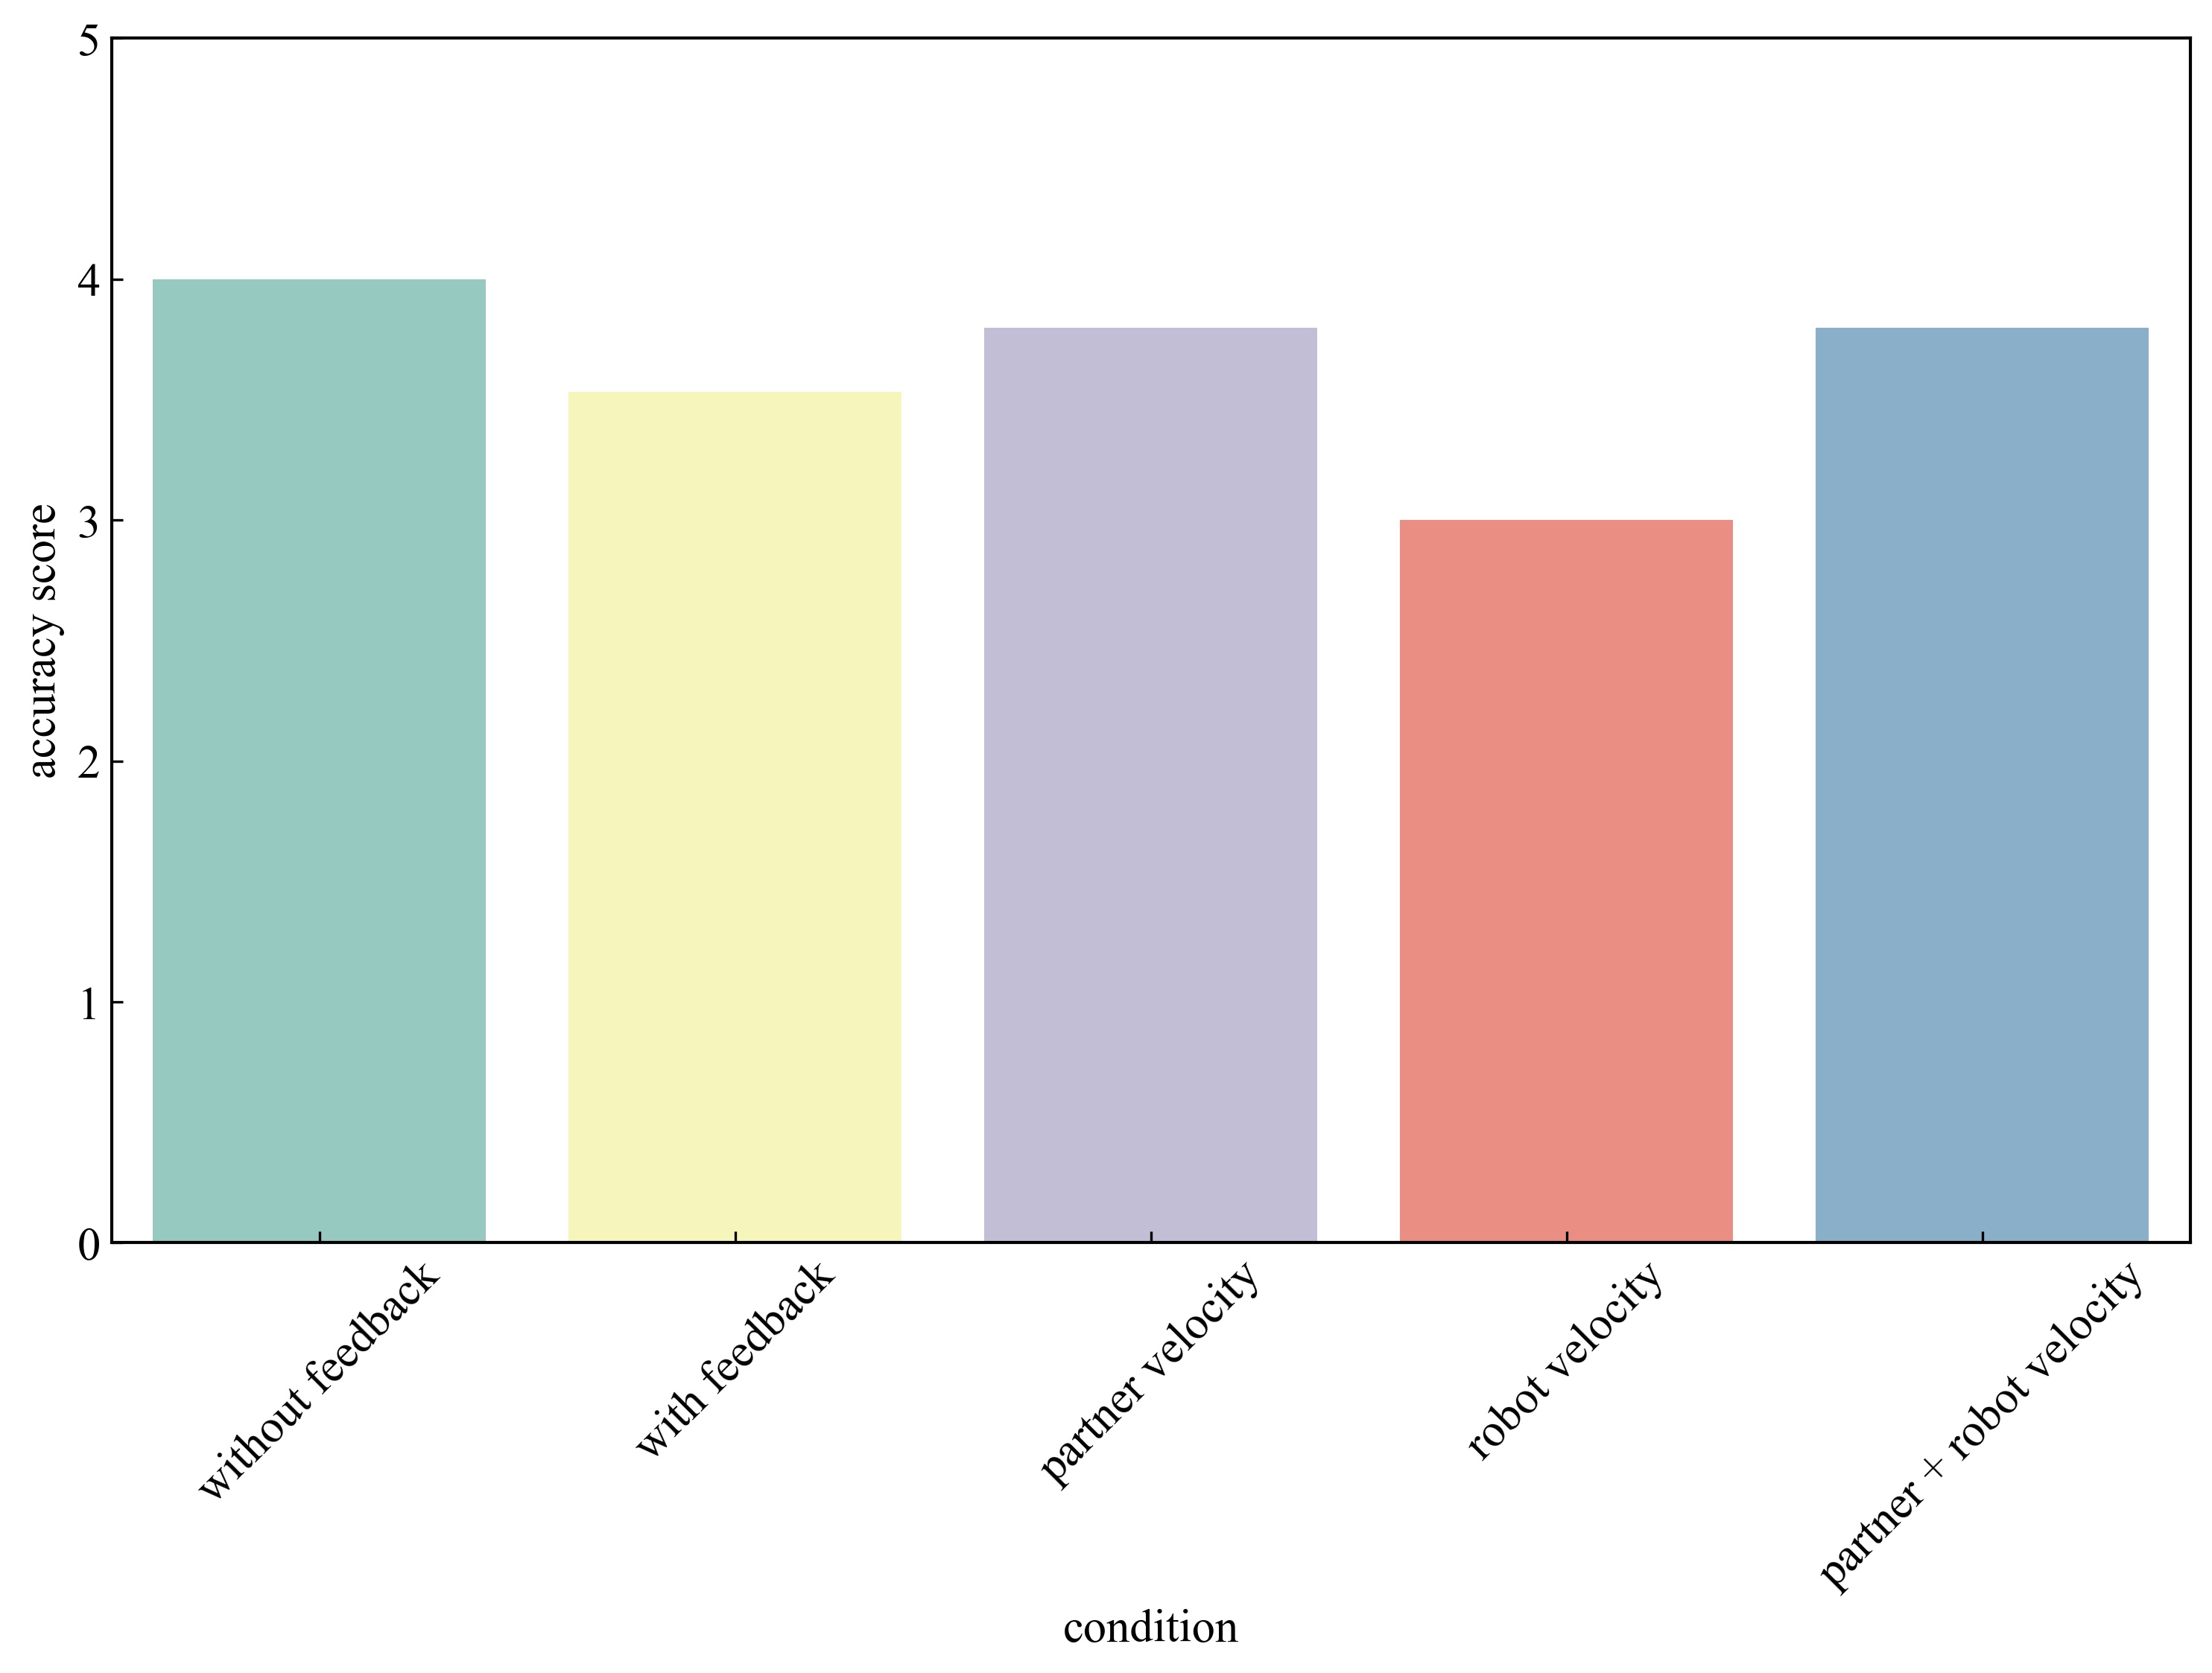 5
4
3
2
1
0
accuracy score
without feedback
with feedback
partner velocity
robot velocity
partner + robot velocity
condition